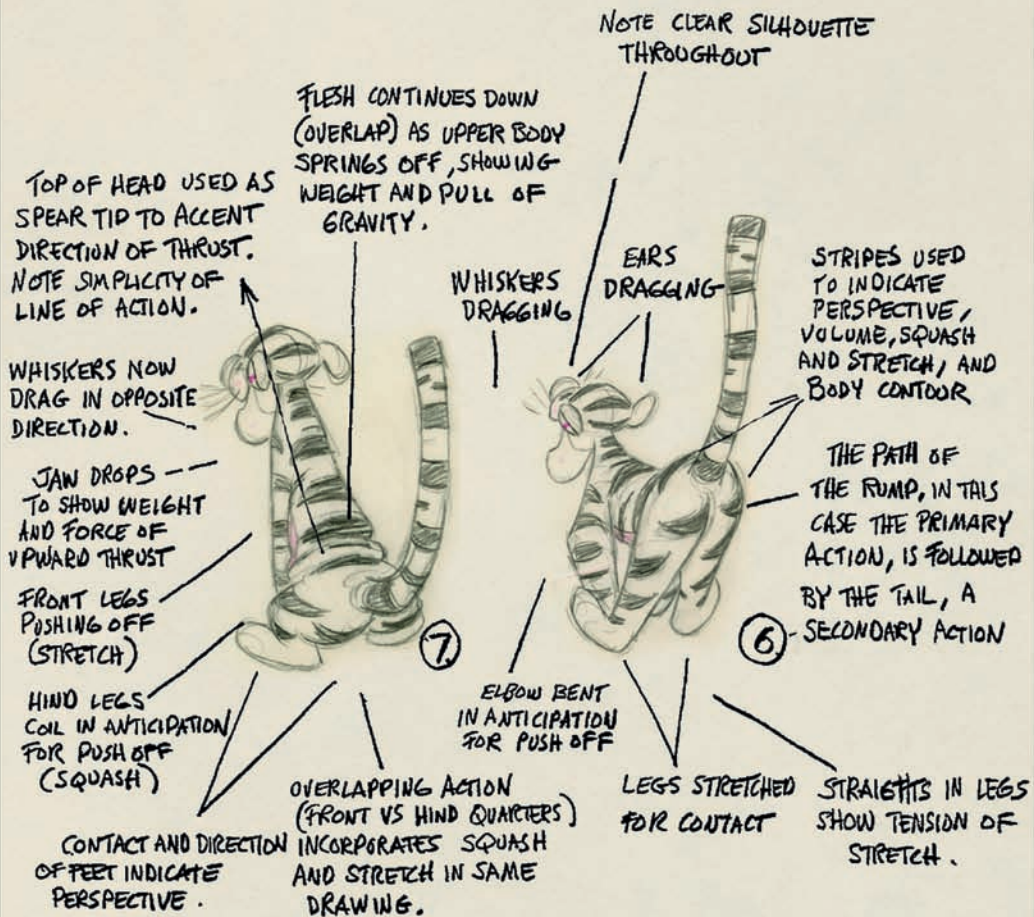 NOTE CLEAR SILHOUETTE
THROUGHOUT
FLESH CONTINUES DOWN
(OVERLAP) AS UPPER BODY
SPRINGS OFF, SHOWING
WEIGHT AND PULL OF
GRAVITY.
TOP OF HEAD USED AS
SPEAR TIP TO ACCENT
DIRECTION OF THRUST.
NOTE SIMPLICITY OF
LINE OF ACTION.
WHISKERS
DRAGGING
EARS
DRAGGING
STRIPES USED
TO INDICATE
PERSPECTIVE,
VOLUME, SQUASH
AND STRETCH, AND
BODY CONTOUR
WHISKERS NOW
DRAG IN OPPOSITE
DIRECTION.
JAW DROPS
TO SHOW WEIGHT
AND FORCE OF
UPWARD THRUST
FRONT LEGS
PUSHING OFF
(STRETCH)
HIND LEGS
COIL IN ANTICIPATION
FOR PUSH OFF
(SQUASH)
CONTACT AND DIRECTION
OF FEET INDICATE
PERSPECTIVE.
7
OVERLAPPING ACTION
(FRONT VS HIND QUARTERS)
INCORPORATES SQUASH
AND STRETCH IN SAME
DRAWING.
ELBOW BENT
IN ANTICIPATION
FOR PUSH OFF
THE PATH OF
THE RUMP, IN THIS
CASE THE PRIMARY
ACTION, IS FOLLOWED
BY THE TAIL, A
SECONDARY ACTION
6
LEGS STRETCHED
FOR CONTACT
STRAIGHTS IN LEGS
SHOW TENSION OF
STRETCH.